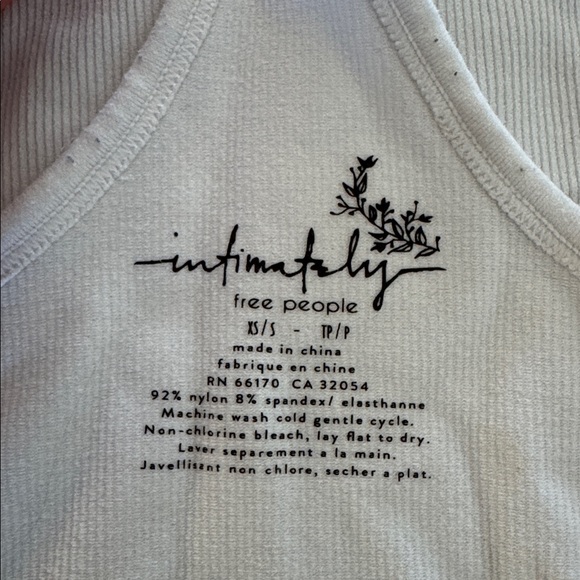 intimately
free people
XS/S - TP/P
made in china
fabrique en chine
RN 66170 CA 32054
92% nylon 8% spandex/ elasthanne
Machine wash cold gentle cycle.
Non-chlorine bleach, lay flat to dry.
Laver separement a la main.
Javellisant non chlore, secher a plat.